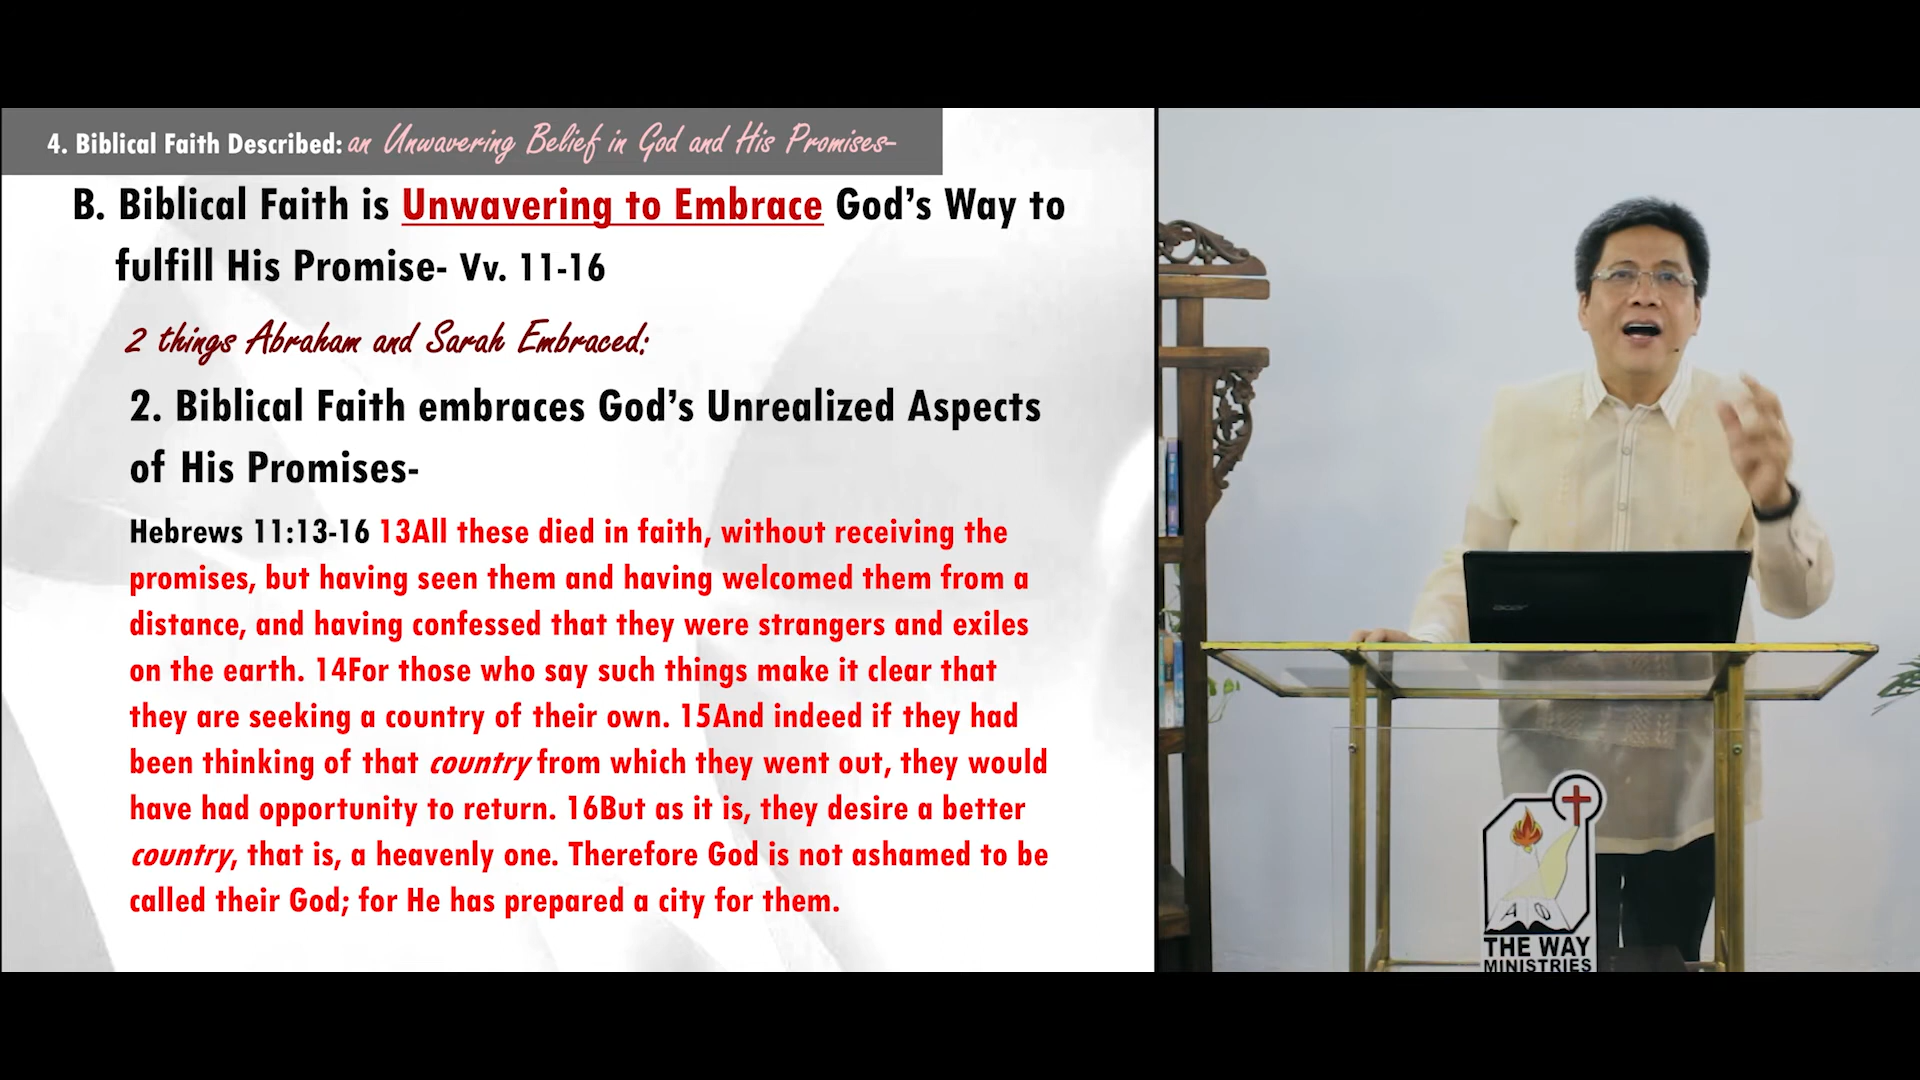 4. Biblical Faith Described: an Unwavering Belief in God and His Promises-
B. Biblical Faith is Unwavering to Embrace God’s Way to
fulfill His Promise- Vv. 11-16
2 things Abraham and Sarah Embraced:
2. Biblical Faith embraces God’s Unrealized Aspects
of His Promises-
Hebrews 11:13-16 13All these died in faith, without receiving the
promises, but having seen them and having welcomed them from a
distance, and having confessed that they were strangers and exiles
on the earth. 14For those who say such things make it clear that
they are seeking a country of their own. 15And indeed if they had
been thinking of that country from which they went out, they would
have had opportunity to return. 16But as it is, they desire a better
country, that is, a heavenly one. Therefore God is not ashamed to be
called their God; for He has prepared a city for them.
acer
A Ω
THE WAY
MINISTRIES